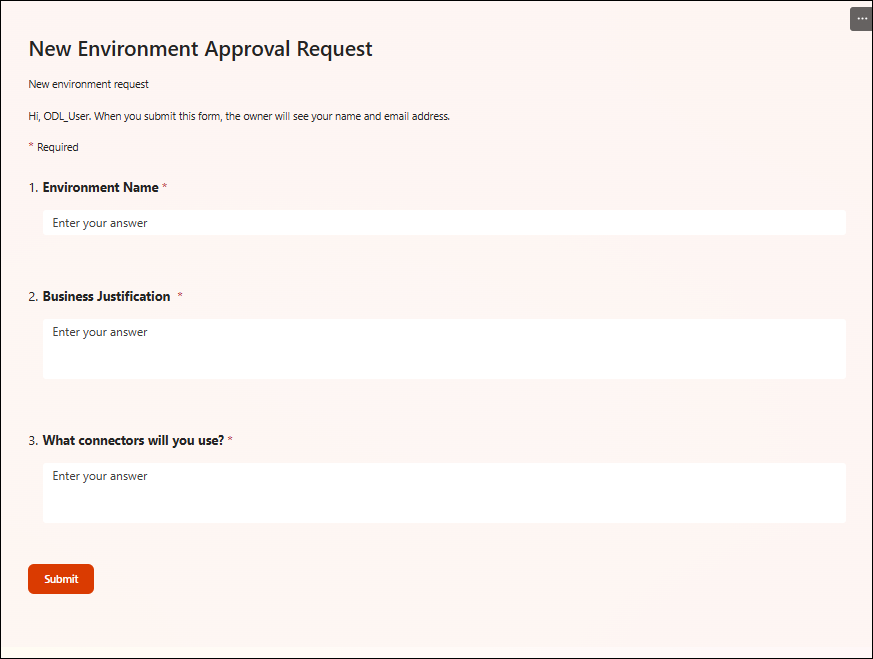 New Environment Approval Request
New environment request
Hi, ODL_User. When you submit this form, the owner will see your name and email address.
* Required
1. Environment Name *
Enter your answer
2. Business Justification *
Enter your answer
3. What connectors will you use? *
Enter your answer
Submit